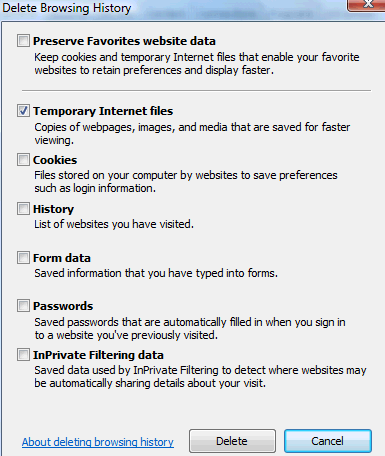 Delete Browsing History
Preserve Favorites website data
Keep cookies and temporary Internet files that enable your favorite
websites to retain preferences and display faster.
Temporary Internet files
Copies of webpages, images, and media that are saved for faster
viewing.
Cookies
Files stored on your computer by websites to save preferences
such as login information.
History
List of websites you have visited.
Form data
Saved information that you have typed into forms.
Passwords
Saved passwords that are automatically filled in when you sign in
to a website you've previously visited.
InPrivate Filtering data
Saved data used by InPrivate Filtering to detect where websites may
be automatically sharing details about your visit.
About deleting browsing history
Delete
Cancel